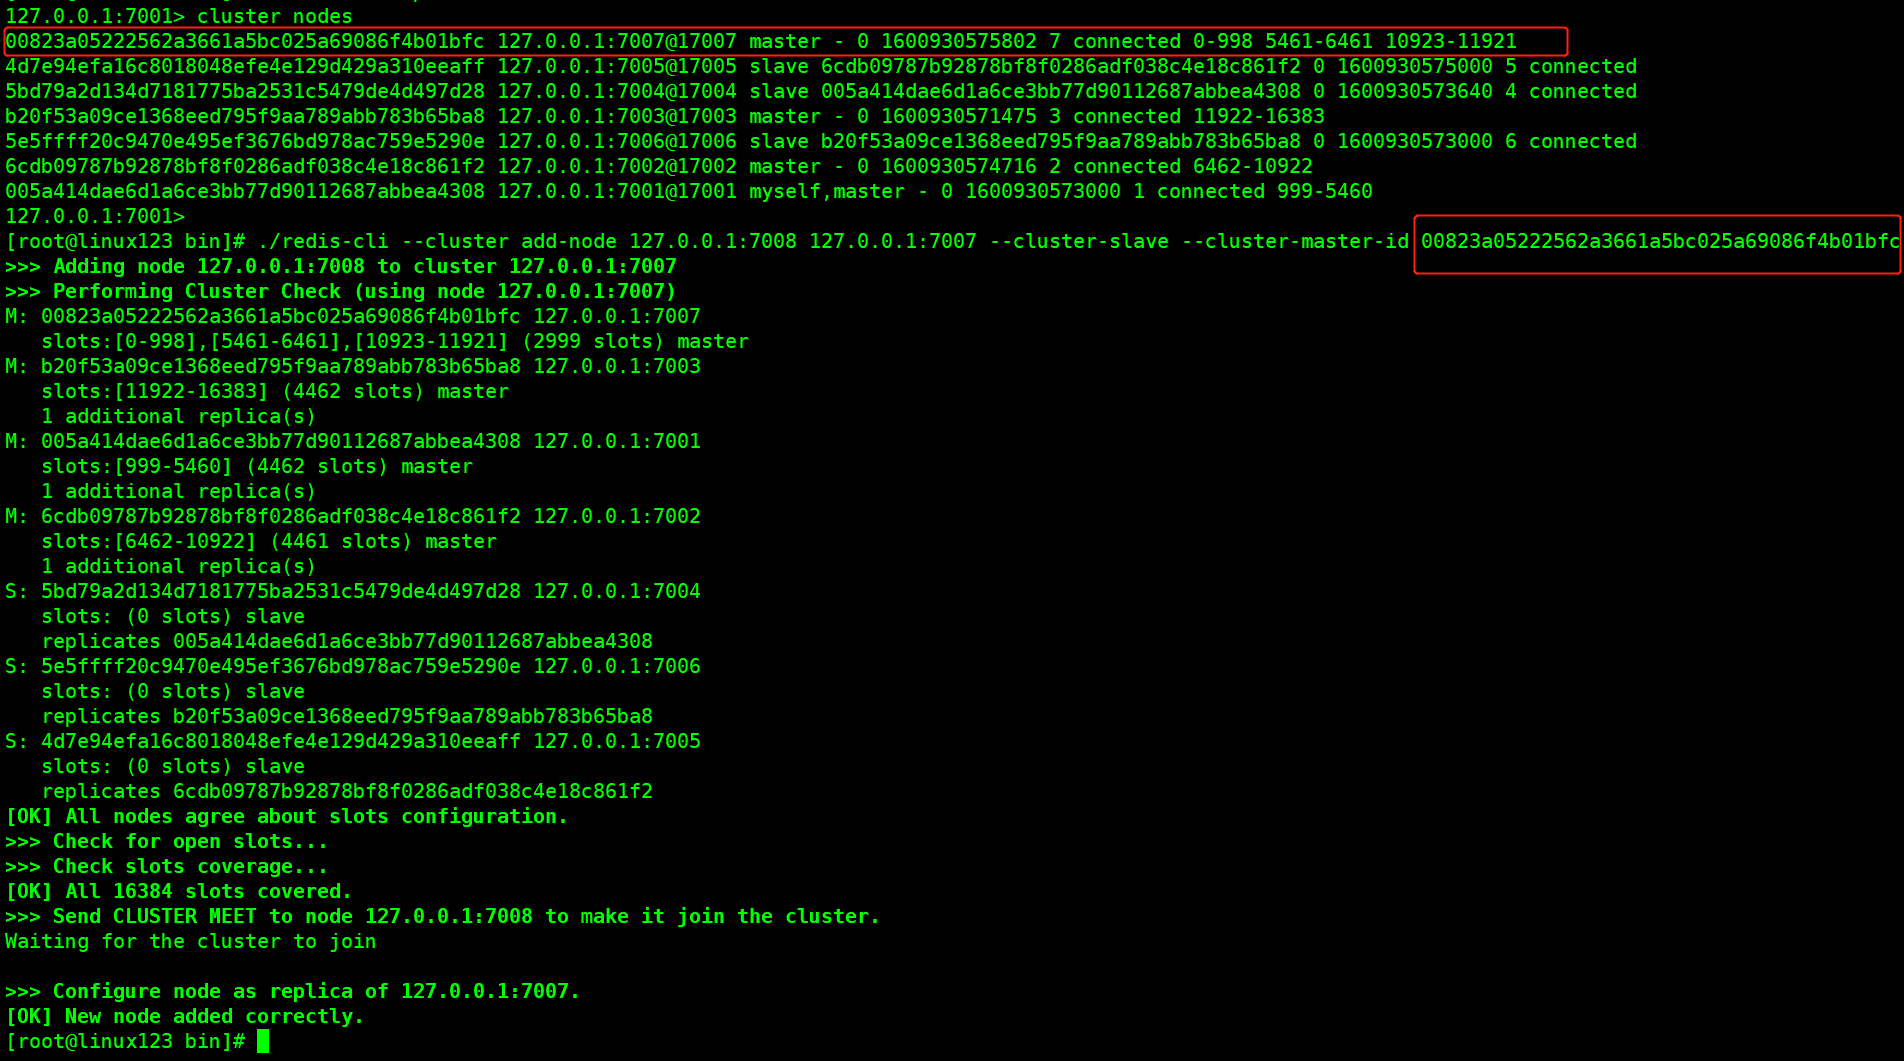 127.0.0.1:7001> cluster nodes
00823a05222562a3661a5bc025a69086f4b01bfc 127.0.0.1:7007@17007 master - 0 1600930575802 7 connected 0-998 5461-6461 10923-11921
4d7e94efa16c8018048efe4e129d429a310eeaff 127.0.0.1:7005@17005 slave 6cdb09787b92878bf8f0286adf038c4e18c861f2 0 1600930575000 5 connected
5bd79a2d134d7181775ba2531c5479de4d497d28 127.0.0.1:7004@17004 slave 005a414dae6d1a6ce3bb77d90112687abbea4308 0 1600930573640 4 connected
b20f53a09ce1368eed795f9aa789abb783b65ba8 127.0.0.1:7003@17003 master - 0 1600930571475 3 connected 11922-16383
5e5ffff20c9470e495ef3676bd978ac759e5290e 127.0.0.1:7006@17006 slave b20f53a09ce1368eed795f9aa789abb783b65ba8 0 1600930573000 6 connected
6cdb09787b92878bf8f0286adf038c4e18c861f2 127.0.0.1:7002@17002 master - 0 1600930574716 2 connected 6462-10922
005a414dae6d1a6ce3bb77d90112687abbea4308 127.0.0.1:7001@17001 myself,master - 0 1600930573000 1 connected 999-5460
127.0.0.1:7001>
[root@linux123 bin]# ./redis-cli --cluster add-node 127.0.0.1:7008 127.0.0.1:7007 --cluster-slave --cluster-master-id 00823a05222562a3661a5bc025a69086f4b01bfc
>>> Adding node 127.0.0.1:7008 to cluster 127.0.0.1:7007
>>> Performing Cluster Check (using node 127.0.0.1:7007)
M: 00823a05222562a3661a5bc025a69086f4b01bfc 127.0.0.1:7007
slots:[0-998],[5461-6461],[10923-11921] (2999 slots) master
M: b20f53a09ce1368eed795f9aa789abb783b65ba8 127.0.0.1:7003
slots:[11922-16383] (4462 slots) master
1 additional replica(s)
M: 005a414dae6d1a6ce3bb77d90112687abbea4308 127.0.0.1:7001
slots:[999-5460] (4462 slots) master
1 additional replica(s)
M: 6cdb09787b92878bf8f0286adf038c4e18c861f2 127.0.0.1:7002
slots:[6462-10922] (4461 slots) master
1 additional replica(s)
S: 5bd79a2d134d7181775ba2531c5479de4d497d28 127.0.0.1:7004
slots: (0 slots) slave
replicates 005a414dae6d1a6ce3bb77d90112687abbea4308
S: 5e5ffff20c9470e495ef3676bd978ac759e5290e 127.0.0.1:7006
slots: (0 slots) slave
replicates b20f53a09ce1368eed795f9aa789abb783b65ba8
S: 4d7e94efa16c8018048efe4e129d429a310eeaff 127.0.0.1:7005
slots: (0 slots) slave
replicates 6cdb09787b92878bf8f0286adf038c4e18c861f2
[OK] All nodes agree about slots configuration.
>>> Check for open slots...
>>> Check slots coverage...
[OK] All 16384 slots covered.
>>> Send CLUSTER MEET to node 127.0.0.1:7008 to make it join the cluster.
Waiting for the cluster to join
>>> Configure node as replica of 127.0.0.1:7007.
[OK] New node added correctly.
[root@linux123 bin]#